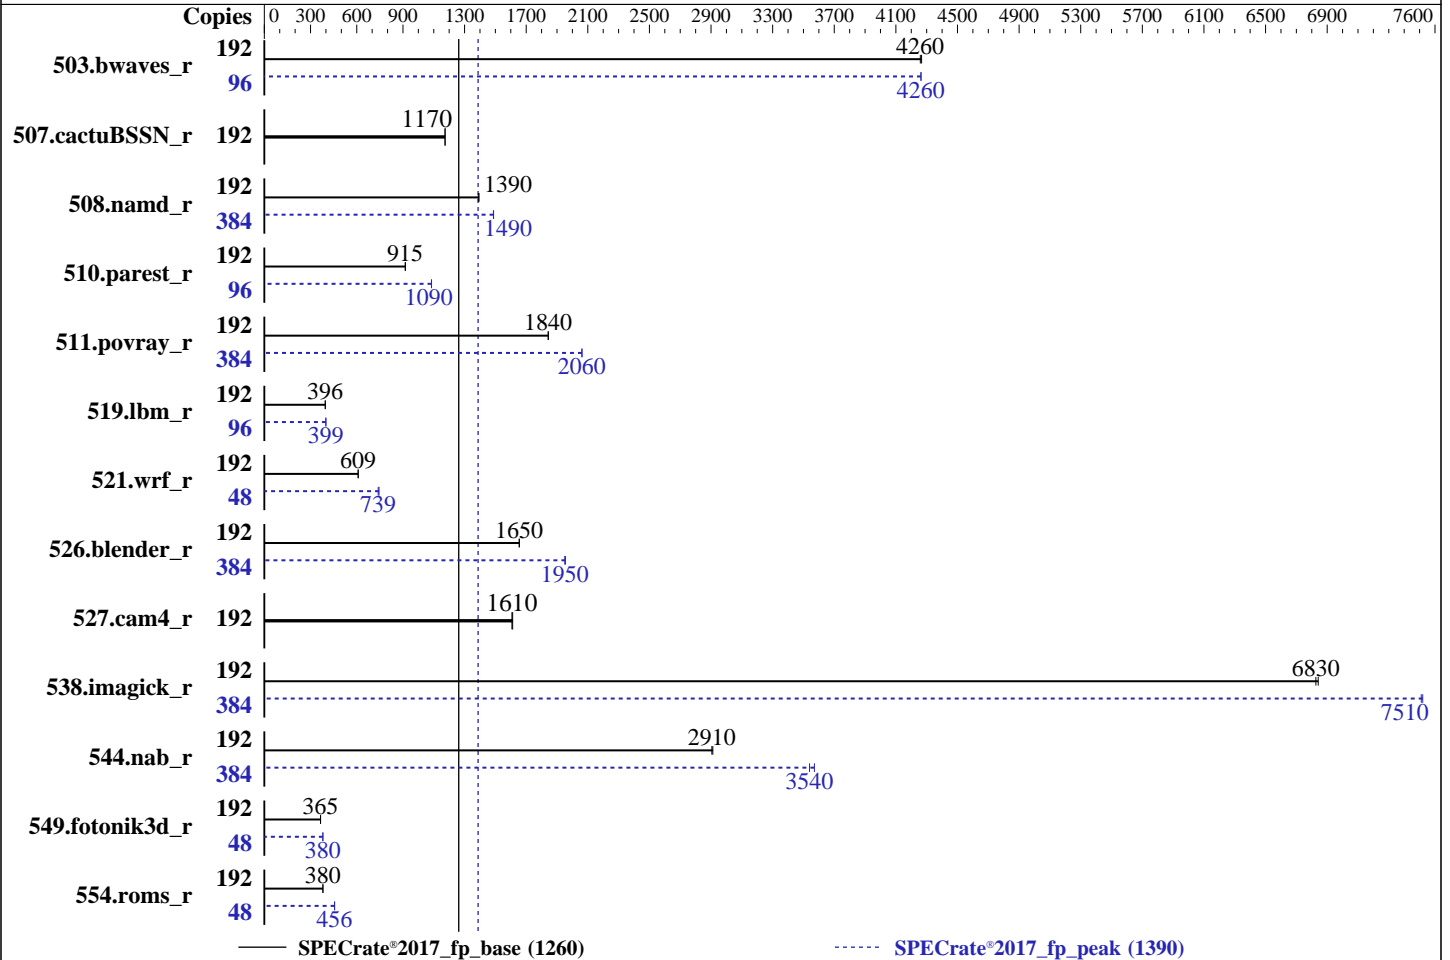 Copies 0 300 600 900 1300 1700 2100 2500 2900 3300 3700 4100 4500 4900 5300 5700 6100 6500 6900 7600
503.bwaves_r 192 4260
96 4260
507.cactuBSSN_r 192 1170
508.namd_r 192 1390
384 1490
510.parest_r 192 915
96 1090
511.povray_r 192 1840
384 2060
519.lbm_r 192 396
96 399
521.wrf_r 192 609
48 739
526.blender_r 192 1650
384 1950
527.cam4_r 192 1610
538.imagick_r 192 6830
384 7510
544.nab_r 192 2910
384 3540
549.fotonik3d_r 192 365
48 380
554.roms_r 192 380
48 456
SPECrate®2017_fp_base (1260) SPECrate®2017_fp_peak (1390)